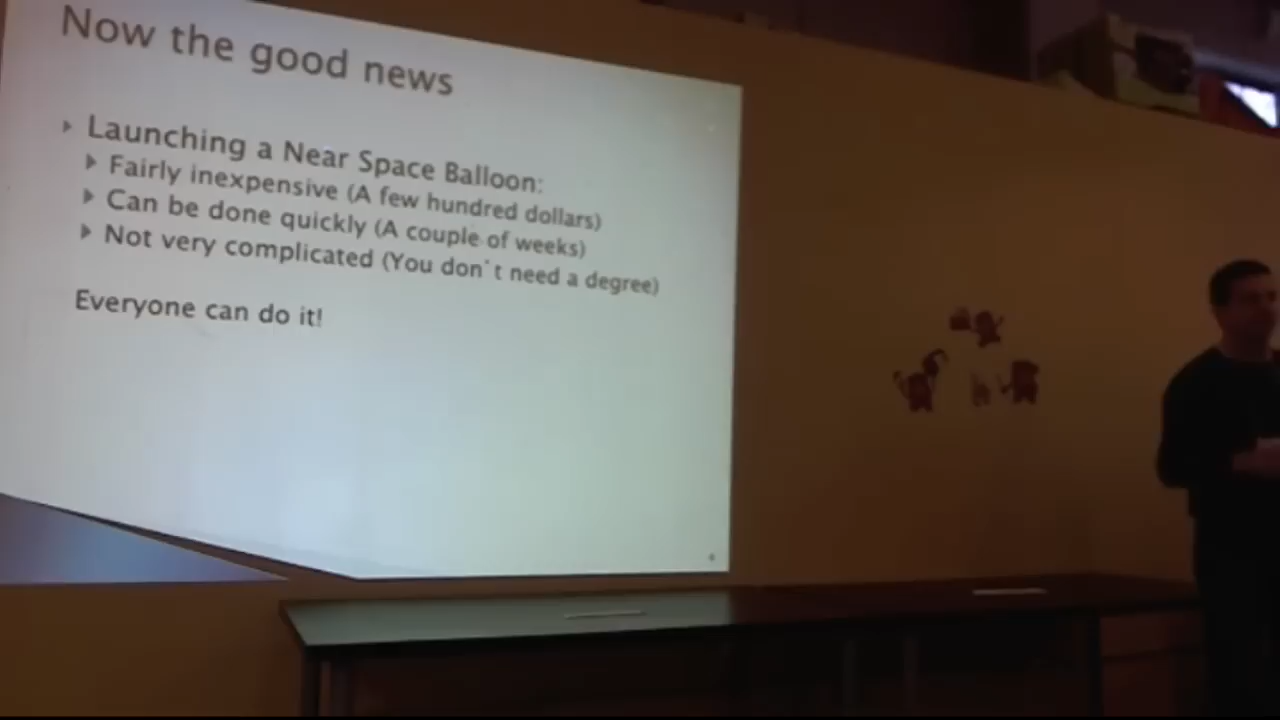 Now the good news
Launching a Near Space Balloon:
Fairly inexpensive (A few hundred dollars)
Can be done quickly (A couple of weeks)
Not very complicated (You don't need a degree)
Everyone can do it!